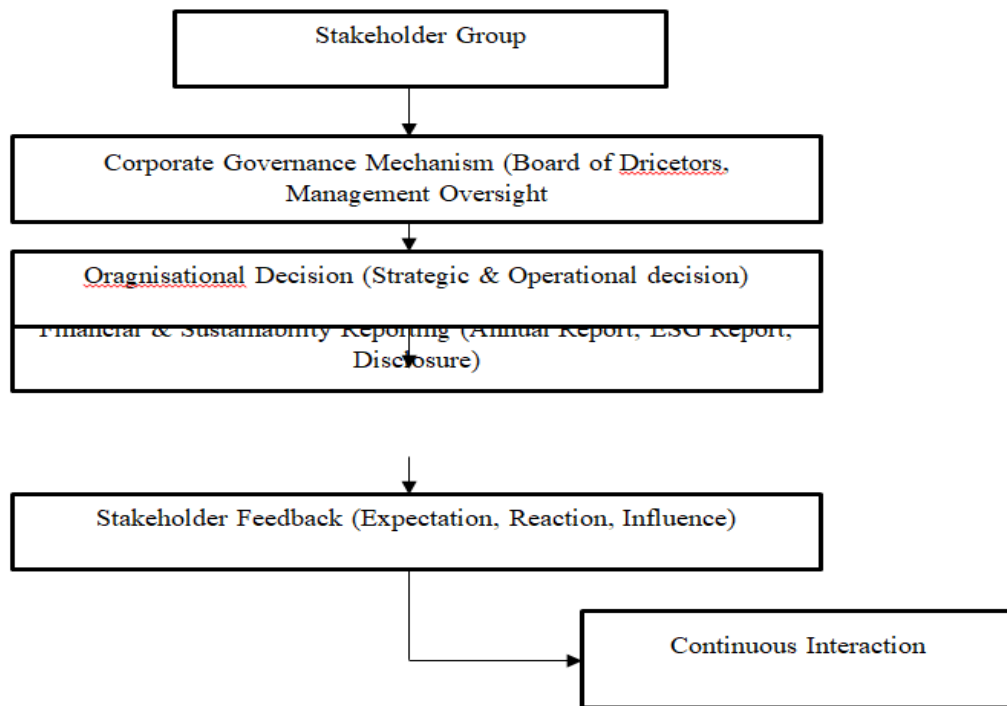 Stakeholder Group
Corporate Governance Mechanism (Board of Dricetors,
Management Oversight
Oragnisational Decision (Strategic & Operational decision)
Financial & Sustainability Reporting (Annual Report, ESG Report,
Disclosure)
Stakeholder Feedback (Expectation, Reaction, Influence)
Continuous Interaction